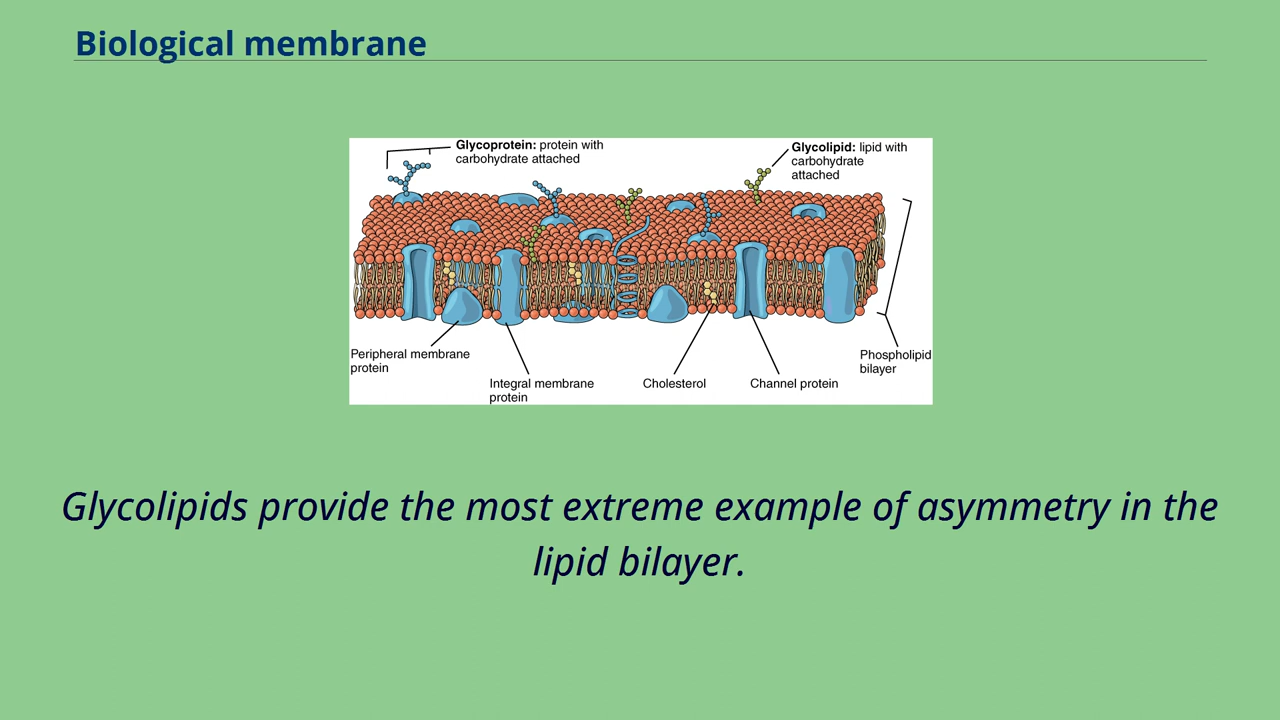 Biological membrane
Glycoprotein: protein with
carbohydrate attached
Glycolipid: lipid with
carbohydrate
attached
Peripheral membrane
protein
Integral membrane
protein
Cholesterol
Channel protein
Phospholipid
bilayer
Glycolipids provide the most extreme example of asymmetry in the
lipid bilayer.